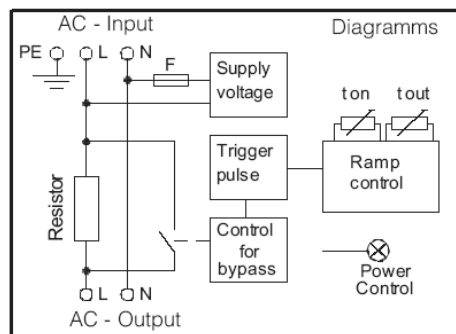 AC - Input
Diagramms
PE L N
F
Supply
voltage
t on t out
Trigger
pulse
Ramp
control
Resistor
Control
for
bypass
Power
Control
L N
AC - Output